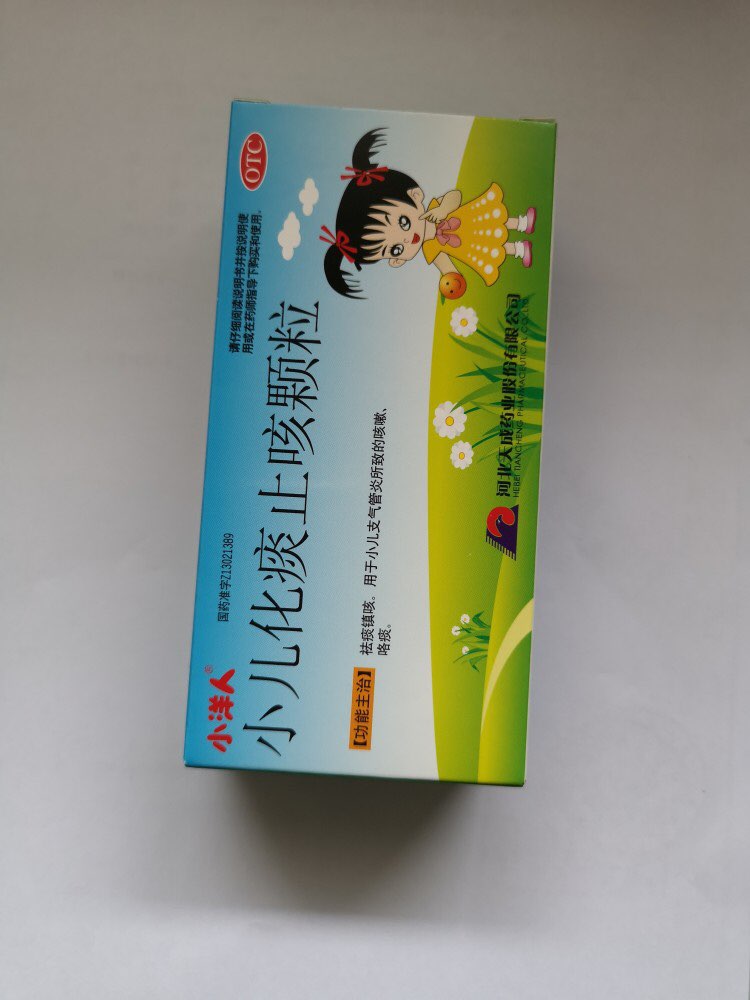 OTC
请仔细阅读说明书并按说明使
用或在药师指导下购买和使用.
国药准字Z13021389
小洋人®
小儿化痰止咳颗粒
【功能主治】
祛痰镇咳。用于小儿支气管炎所致的咳嗽、
咯痰。
河北天成药业股份有限公司
HEBEI TIANCHENG PHARMACEUTICAL CO.,LTD.